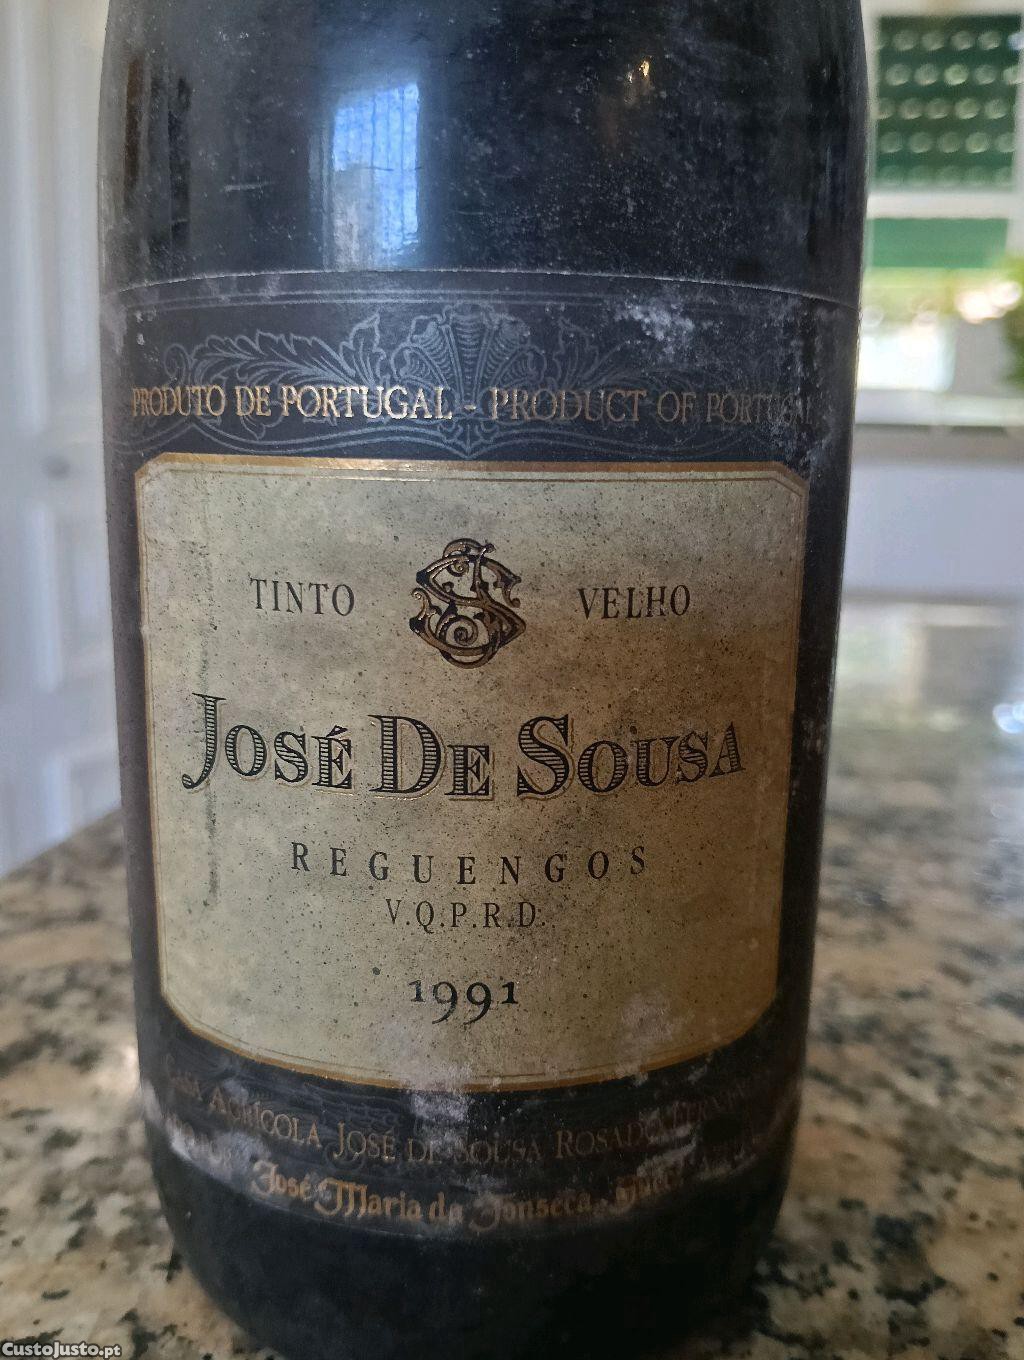 PRODUTO DE PORTUGAL - PRODUCT OF PORTUGAL
TINTO VELHO
JOSÉ DE SOUSA
REGUENGOS
V.Q.P.R.D.
1991
CASA AGRÍCOLA JOSÉ DE SOUSA ROSADO
José Maria da Fonseca
CustoJusto.pt